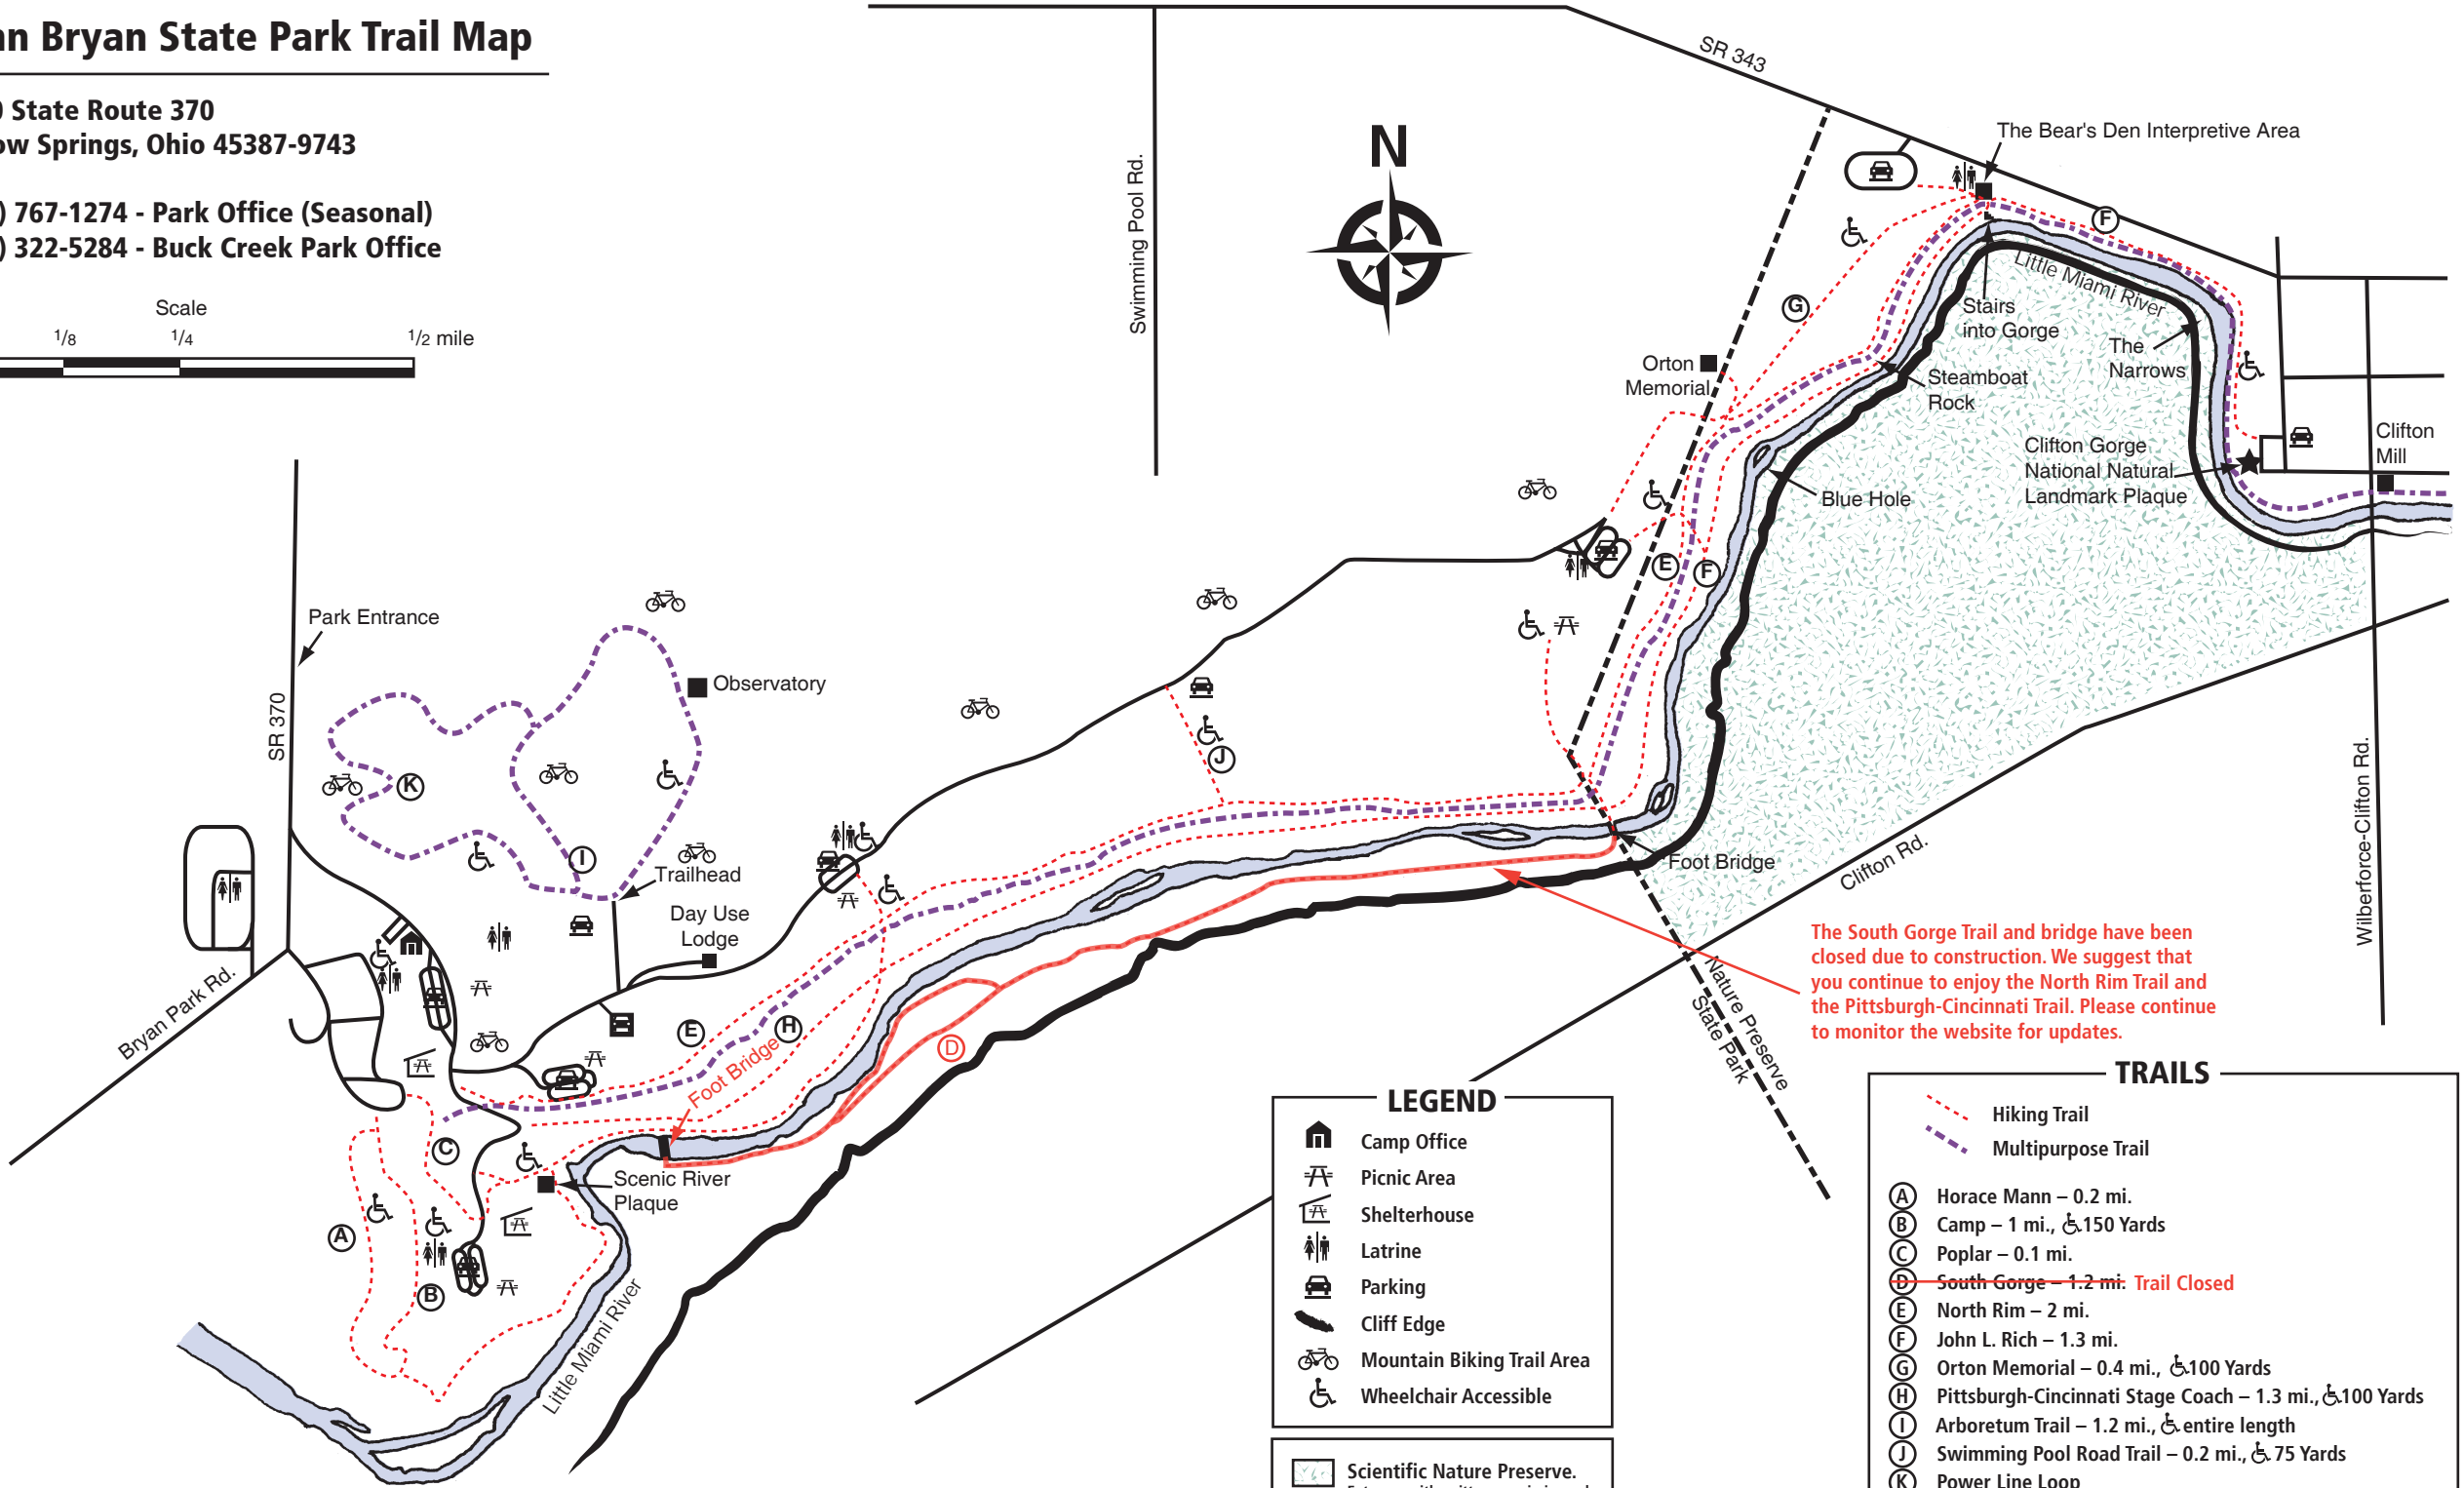 nn Bryan State Park Trail Map
State Route 370
ow Springs, Ohio 45387-9743
) 767-1274 - Park Office (Seasonal)
) 322-5284 - Buck Creek Park Office
Scale
1/8 1/4 1/2 mile
N
SR 343
Swimming Pool Rd.
The Bear's Den Interpretive Area
F
G
Little Miami River
Stairs
into Gorge
The
Narrows
Orton
Memorial
Steamboat
Rock
Clifton Gorge
National Natural
Landmark Plaque
Clifton
Mill
Blue Hole
E
F
Park Entrance
SR 370
Observatory
K
I
J
Trailhead
Day Use
Lodge
Foot Bridge
Clifton Rd.
Wilberforce-Clifton Rd.
Bryan Park Rd.
E
H
D
Foot Bridge
Nature Preserve
State Park
The South Gorge Trail and bridge have been
closed due to construction. We suggest that
you continue to enjoy the North Rim Trail and
the Pittsburgh-Cincinnati Trail. Please continue
to monitor the website for updates.
C
A
B
Scenic River
Plaque
Little Miami River
LEGEND
Camp Office
Picnic Area
Shelterhouse
Latrine
Parking
Cliff Edge
Mountain Biking Trail Area
Wheelchair Accessible
Scientific Nature Preserve.
TRAILS
Hiking Trail
Multipurpose Trail
A Horace Mann – 0.2 mi.
B Camp – 1 mi., 150 Yards
C Poplar – 0.1 mi.
D South Gorge – 1.2 mi. Trail Closed
E North Rim – 2 mi.
F John L. Rich – 1.3 mi.
G Orton Memorial – 0.4 mi., 100 Yards
H Pittsburgh-Cincinnati Stage Coach – 1.3 mi., 100 Yards
I Arboretum Trail – 1.2 mi., entire length
J Swimming Pool Road Trail – 0.2 mi., 75 Yards
K Power Line Loop